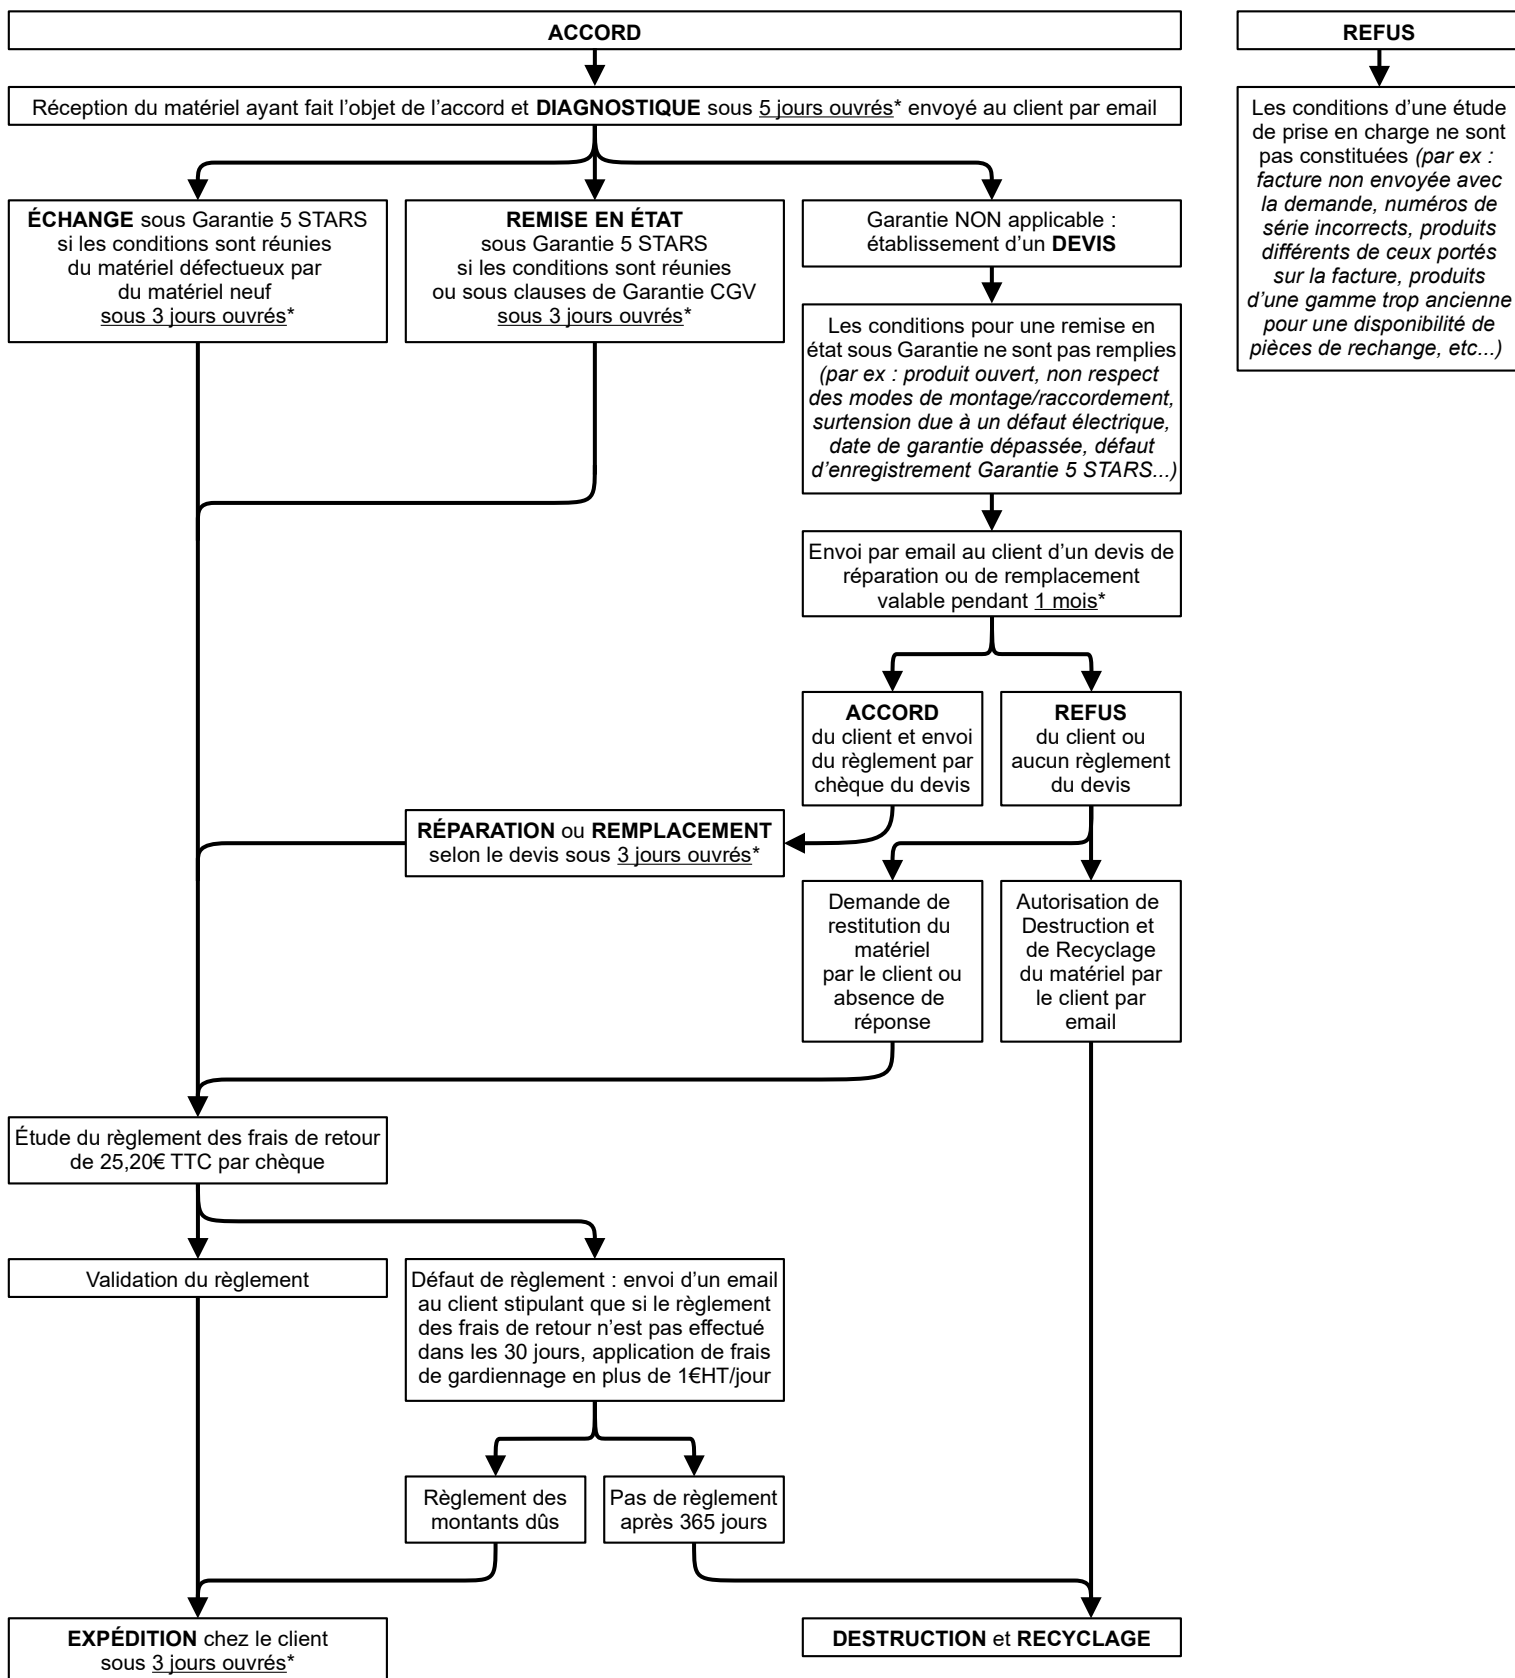 ACCORD
Réception du matériel ayant fait l’objet de l’accord et DIAGNOSTIQUE sous 5 jours ouvrés* envoyé au client par email
ÉCHANGE sous Garantie 5 STARS
si les conditions sont réunies
du matériel défectueux par
du matériel neuf
sous 3 jours ouvrés*
REMISE EN ÉTAT
sous Garantie 5 STARS
si les conditions sont réunies
ou sous clauses de Garantie CGV
sous 3 jours ouvrés*
Garantie NON applicable :
établissement d’un DEVIS
Les conditions pour une remise en
état sous Garantie ne sont pas remplies
(par ex : produit ouvert, non respect
des modes de montage/raccordement,
surtension due à un défaut électrique,
date de garantie dépassée, défaut
d’enregistrement Garantie 5 STARS...)
Envoi par email au client d’un devis de
réparation ou de remplacement
valable pendant 1 mois*
ACCORD
du client et envoi
du règlement par
chèque du devis
REFUS
du client ou
aucun règlement
du devis
RÉPARATION ou REMPLACEMENT
selon le devis sous 3 jours ouvrés*
Demande de
restitution du
matériel
par le client ou
absence de
réponse
Autorisation de
Destruction et
de Recyclage
du matériel par
le client par
email
Étude du règlement des frais de retour
de 25,20€ TTC par chèque
Validation du règlement
Défaut de règlement : envoi d’un email
au client stipulant que si le règlement
des frais de retour n’est pas effectué
dans les 30 jours, application de frais
de gardiennage en plus de 1€HT/jour
Règlement des
montants dûs
Pas de règlement
après 365 jours
EXPÉDITION chez le client
sous 3 jours ouvrés*
DESTRUCTION et RECYCLAGE
REFUS
Les conditions d’une étude
de prise en charge ne sont
pas constituées (par ex :
facture non envoyée avec
la demande, numéros de
série incorrects, produits
différents de ceux portés
sur la facture, produits
d’une gamme trop ancienne
pour une disponibilité de
pièces de rechange, etc...)